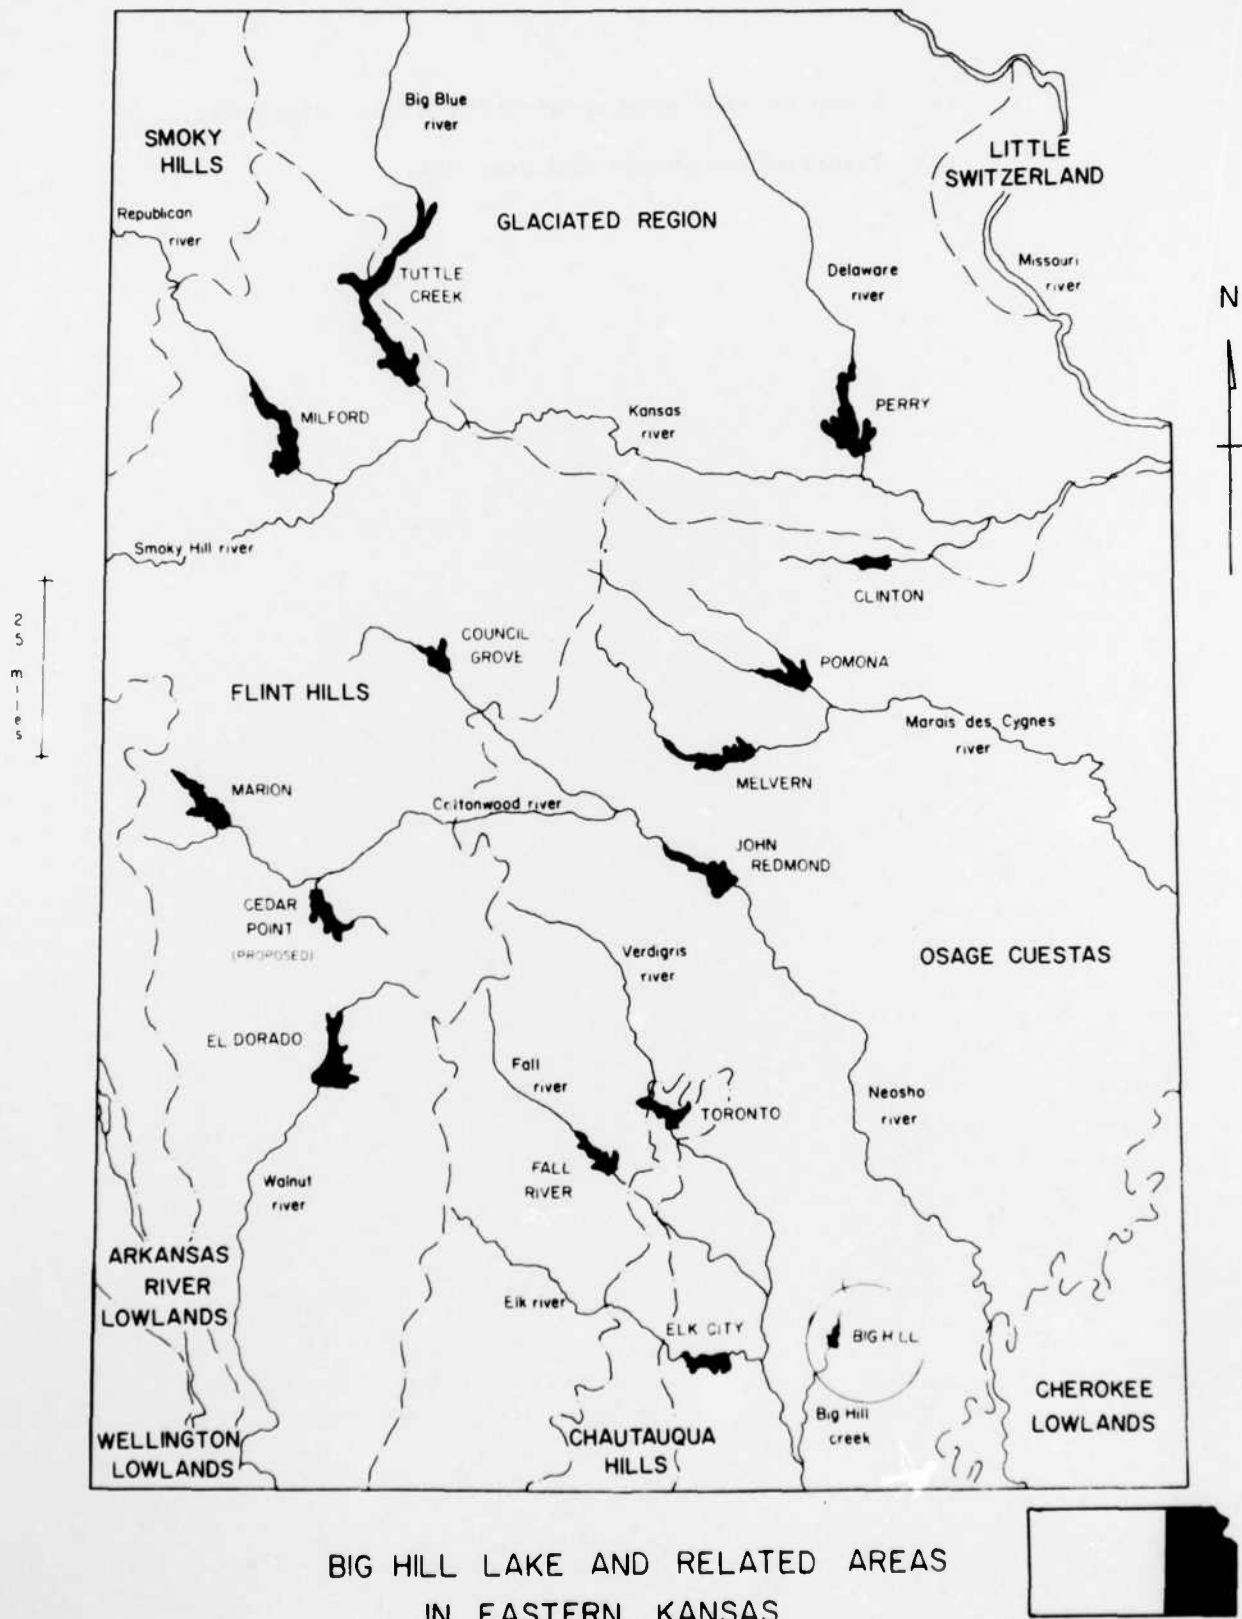 Big Blue
river
SMOKY
HILLS
LITTLE
SWITZERLAND
Republican
river
GLACIATED REGION
TUTTLE
CREEK
Delaware
river
Missouri
river
N
MILFORD
Kansas
river
PERRY
Smoky Hill river
CLINTON
25 miles
COUNCIL
GROVE
FLINT HILLS
POMONA
Marais des Cygnes
river
MARION
MELVERN
Cottonwood river
JOHN
REDMOND
CEDAR
POINT
(PROPOSED)
Verdigris
river
OSAGE CUESTAS
EL DORADO
Fall
river
Neosho
river
TORONTO
FALL
RIVER
Walnut
river
ARKANSAS
RIVER
LOWLANDS
Elk river
ELK CITY
BIG HILL
CHEROKEE
LOWLANDS
Big Hill
creek
WELLINGTON
LOWLANDS
CHAUTAUQUA
HILLS
BIG HILL LAKE AND RELATED AREAS
IN EASTERN KANSAS